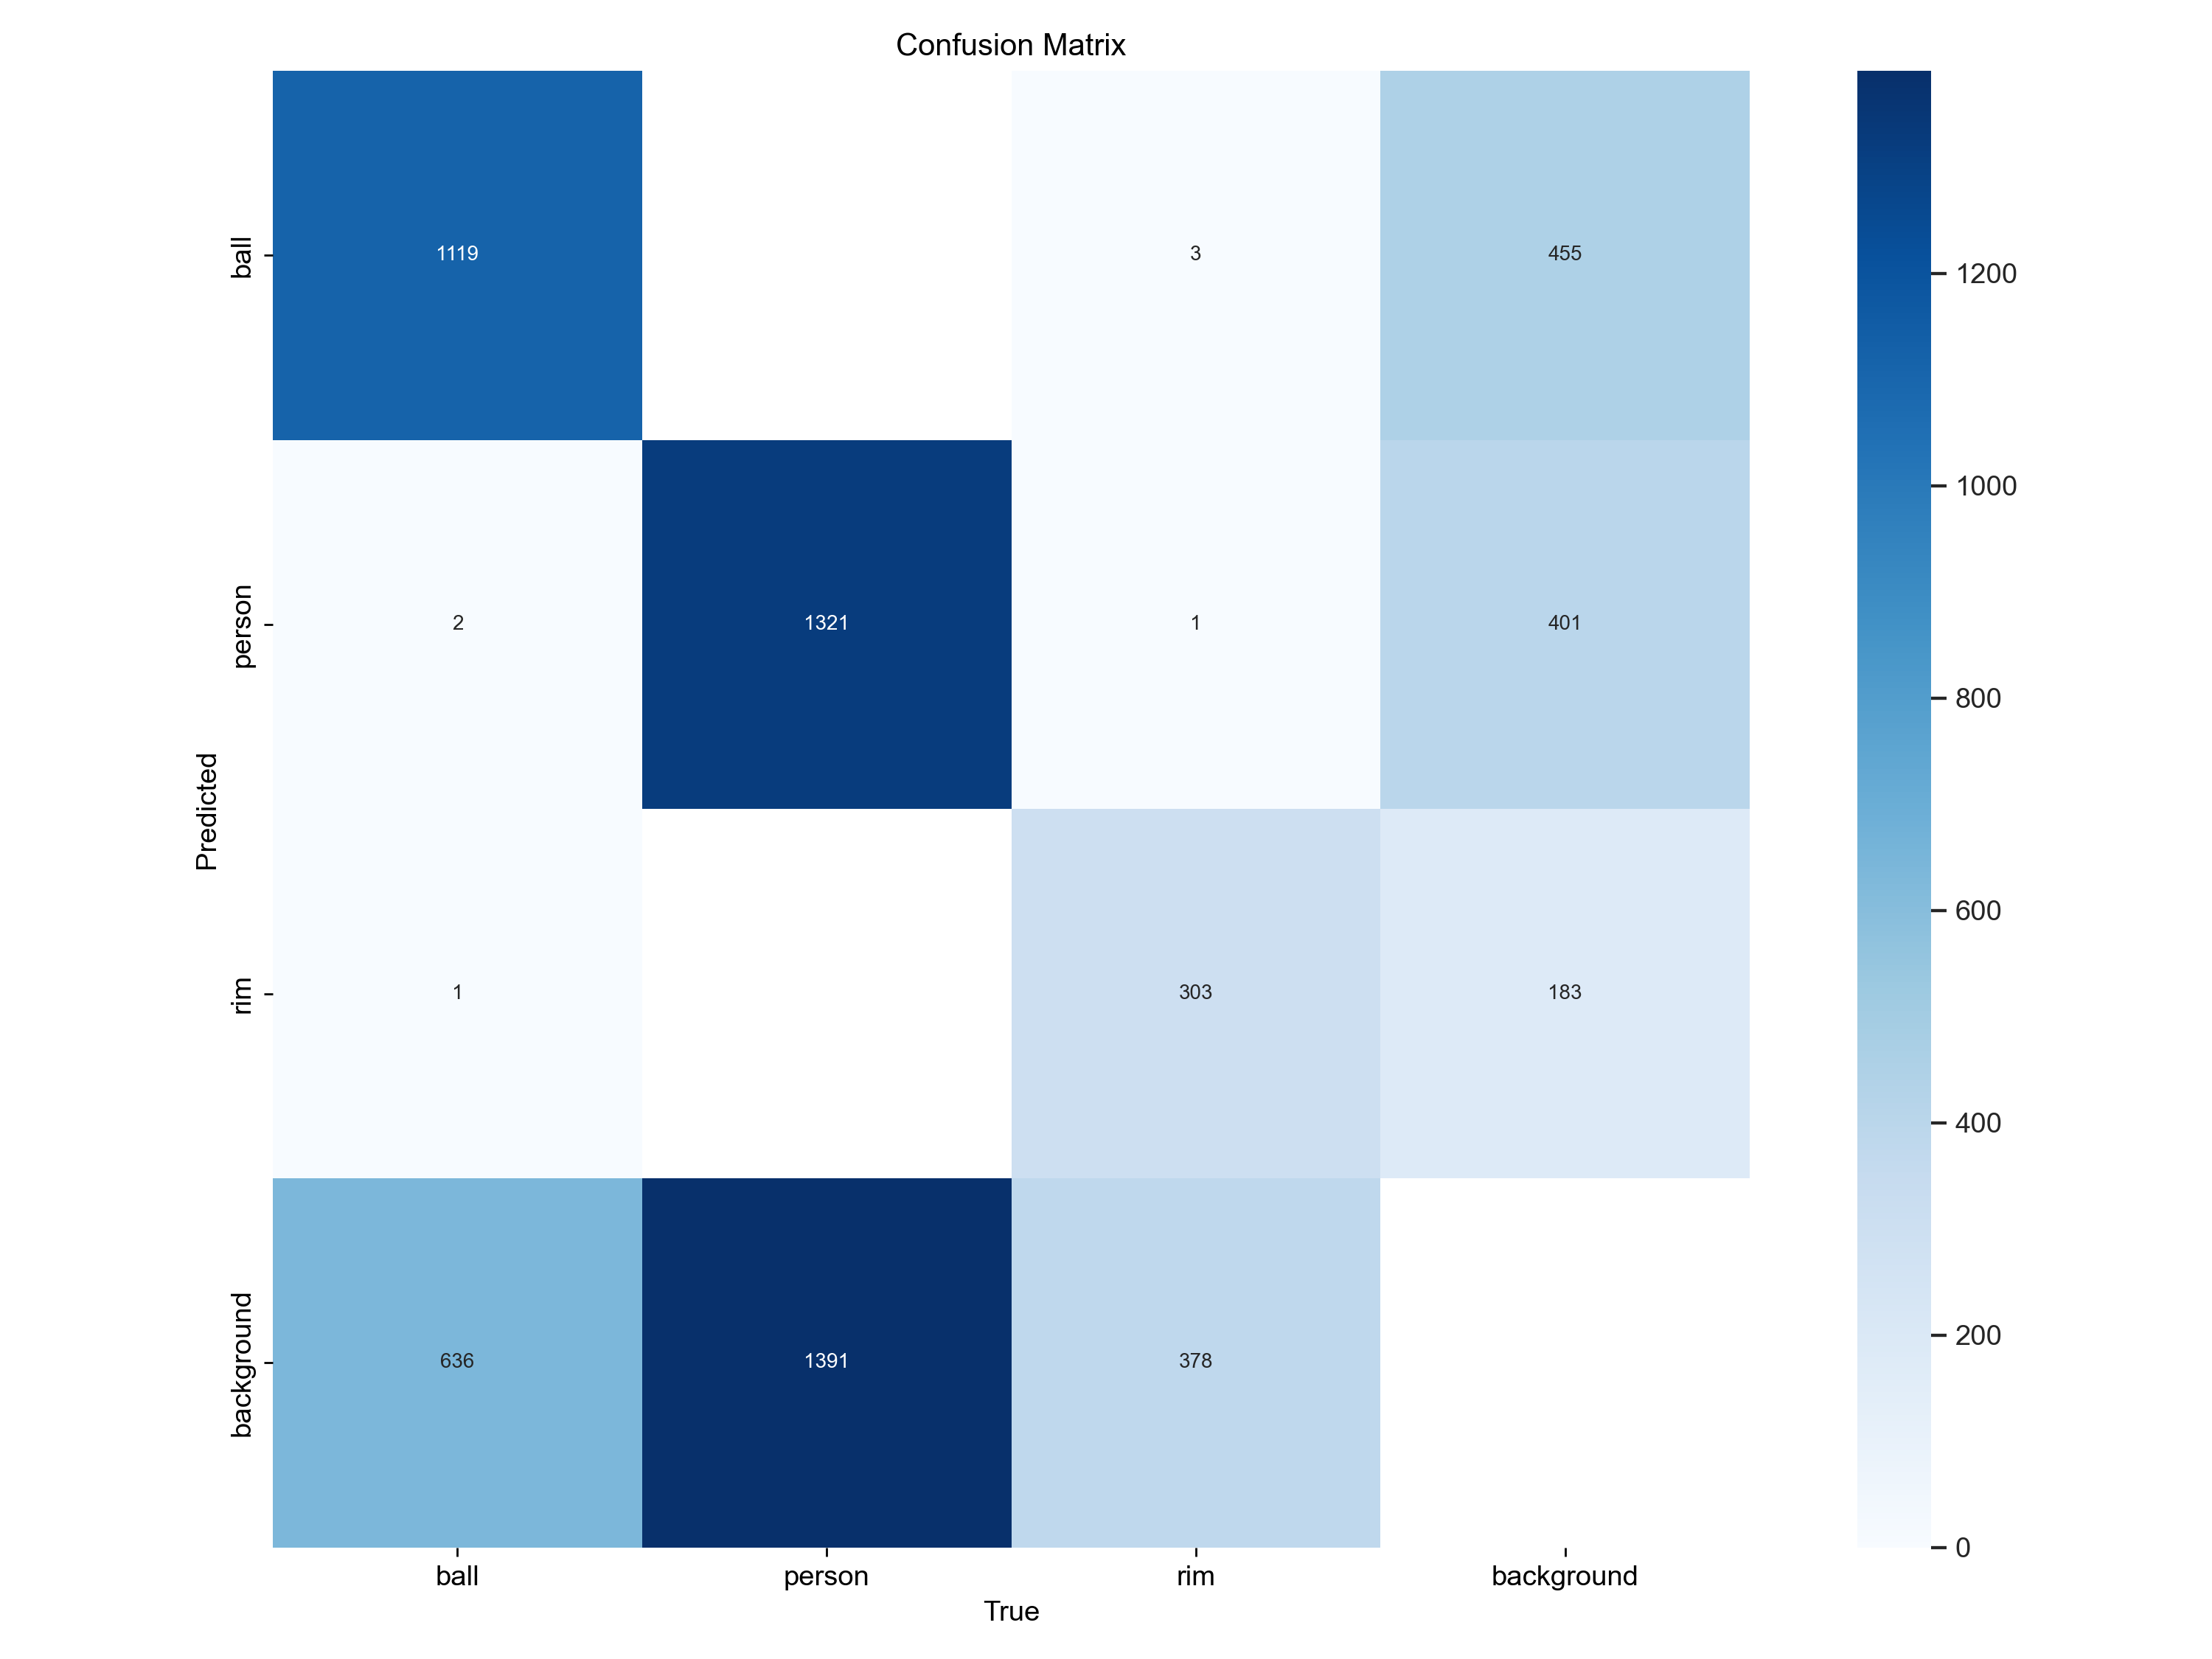 Confusion Matrix
ball
1119
3
455
person
2
1321
1
401
rim
1
303
183
background
636
1391
378
Predicted
ball
person
rim
background
True
1200
1000
800
600
400
200
0